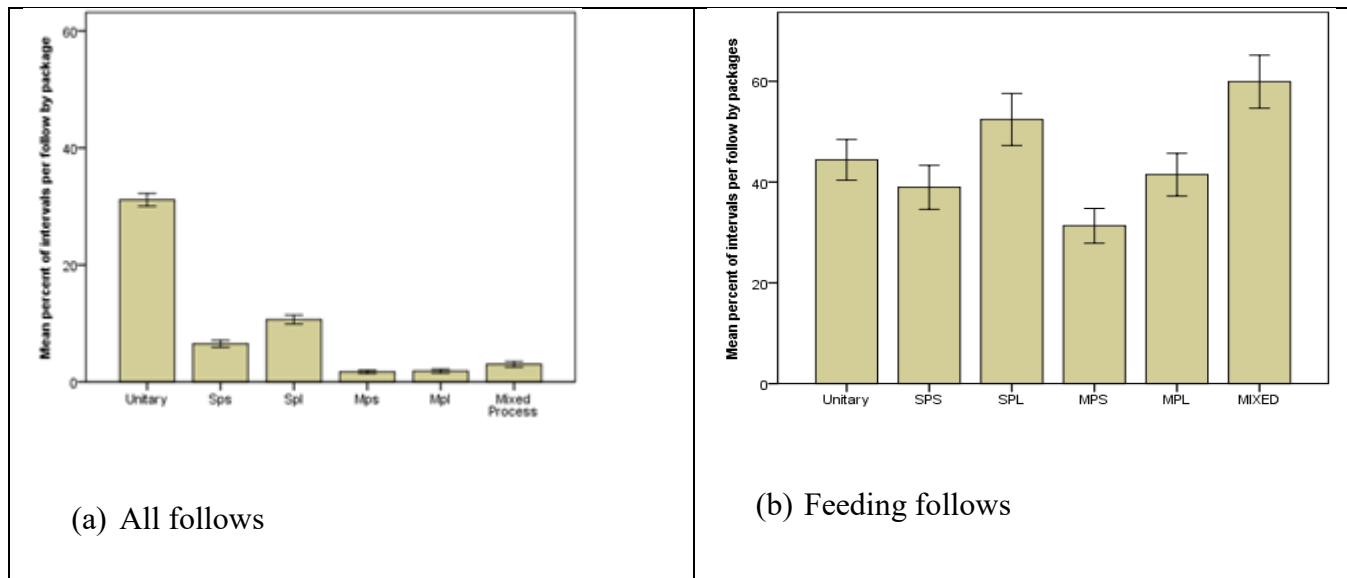 Mean percent of intervals per follow by package
60
40
20
0
Unitary Sps Spl Mps Mpl Mixed
Process
(a) All follows
Mean percent of intervals per follow by packages
60
40
20
0
Unitary SPS SPL MPS MPL MIXED
(b) Feeding follows